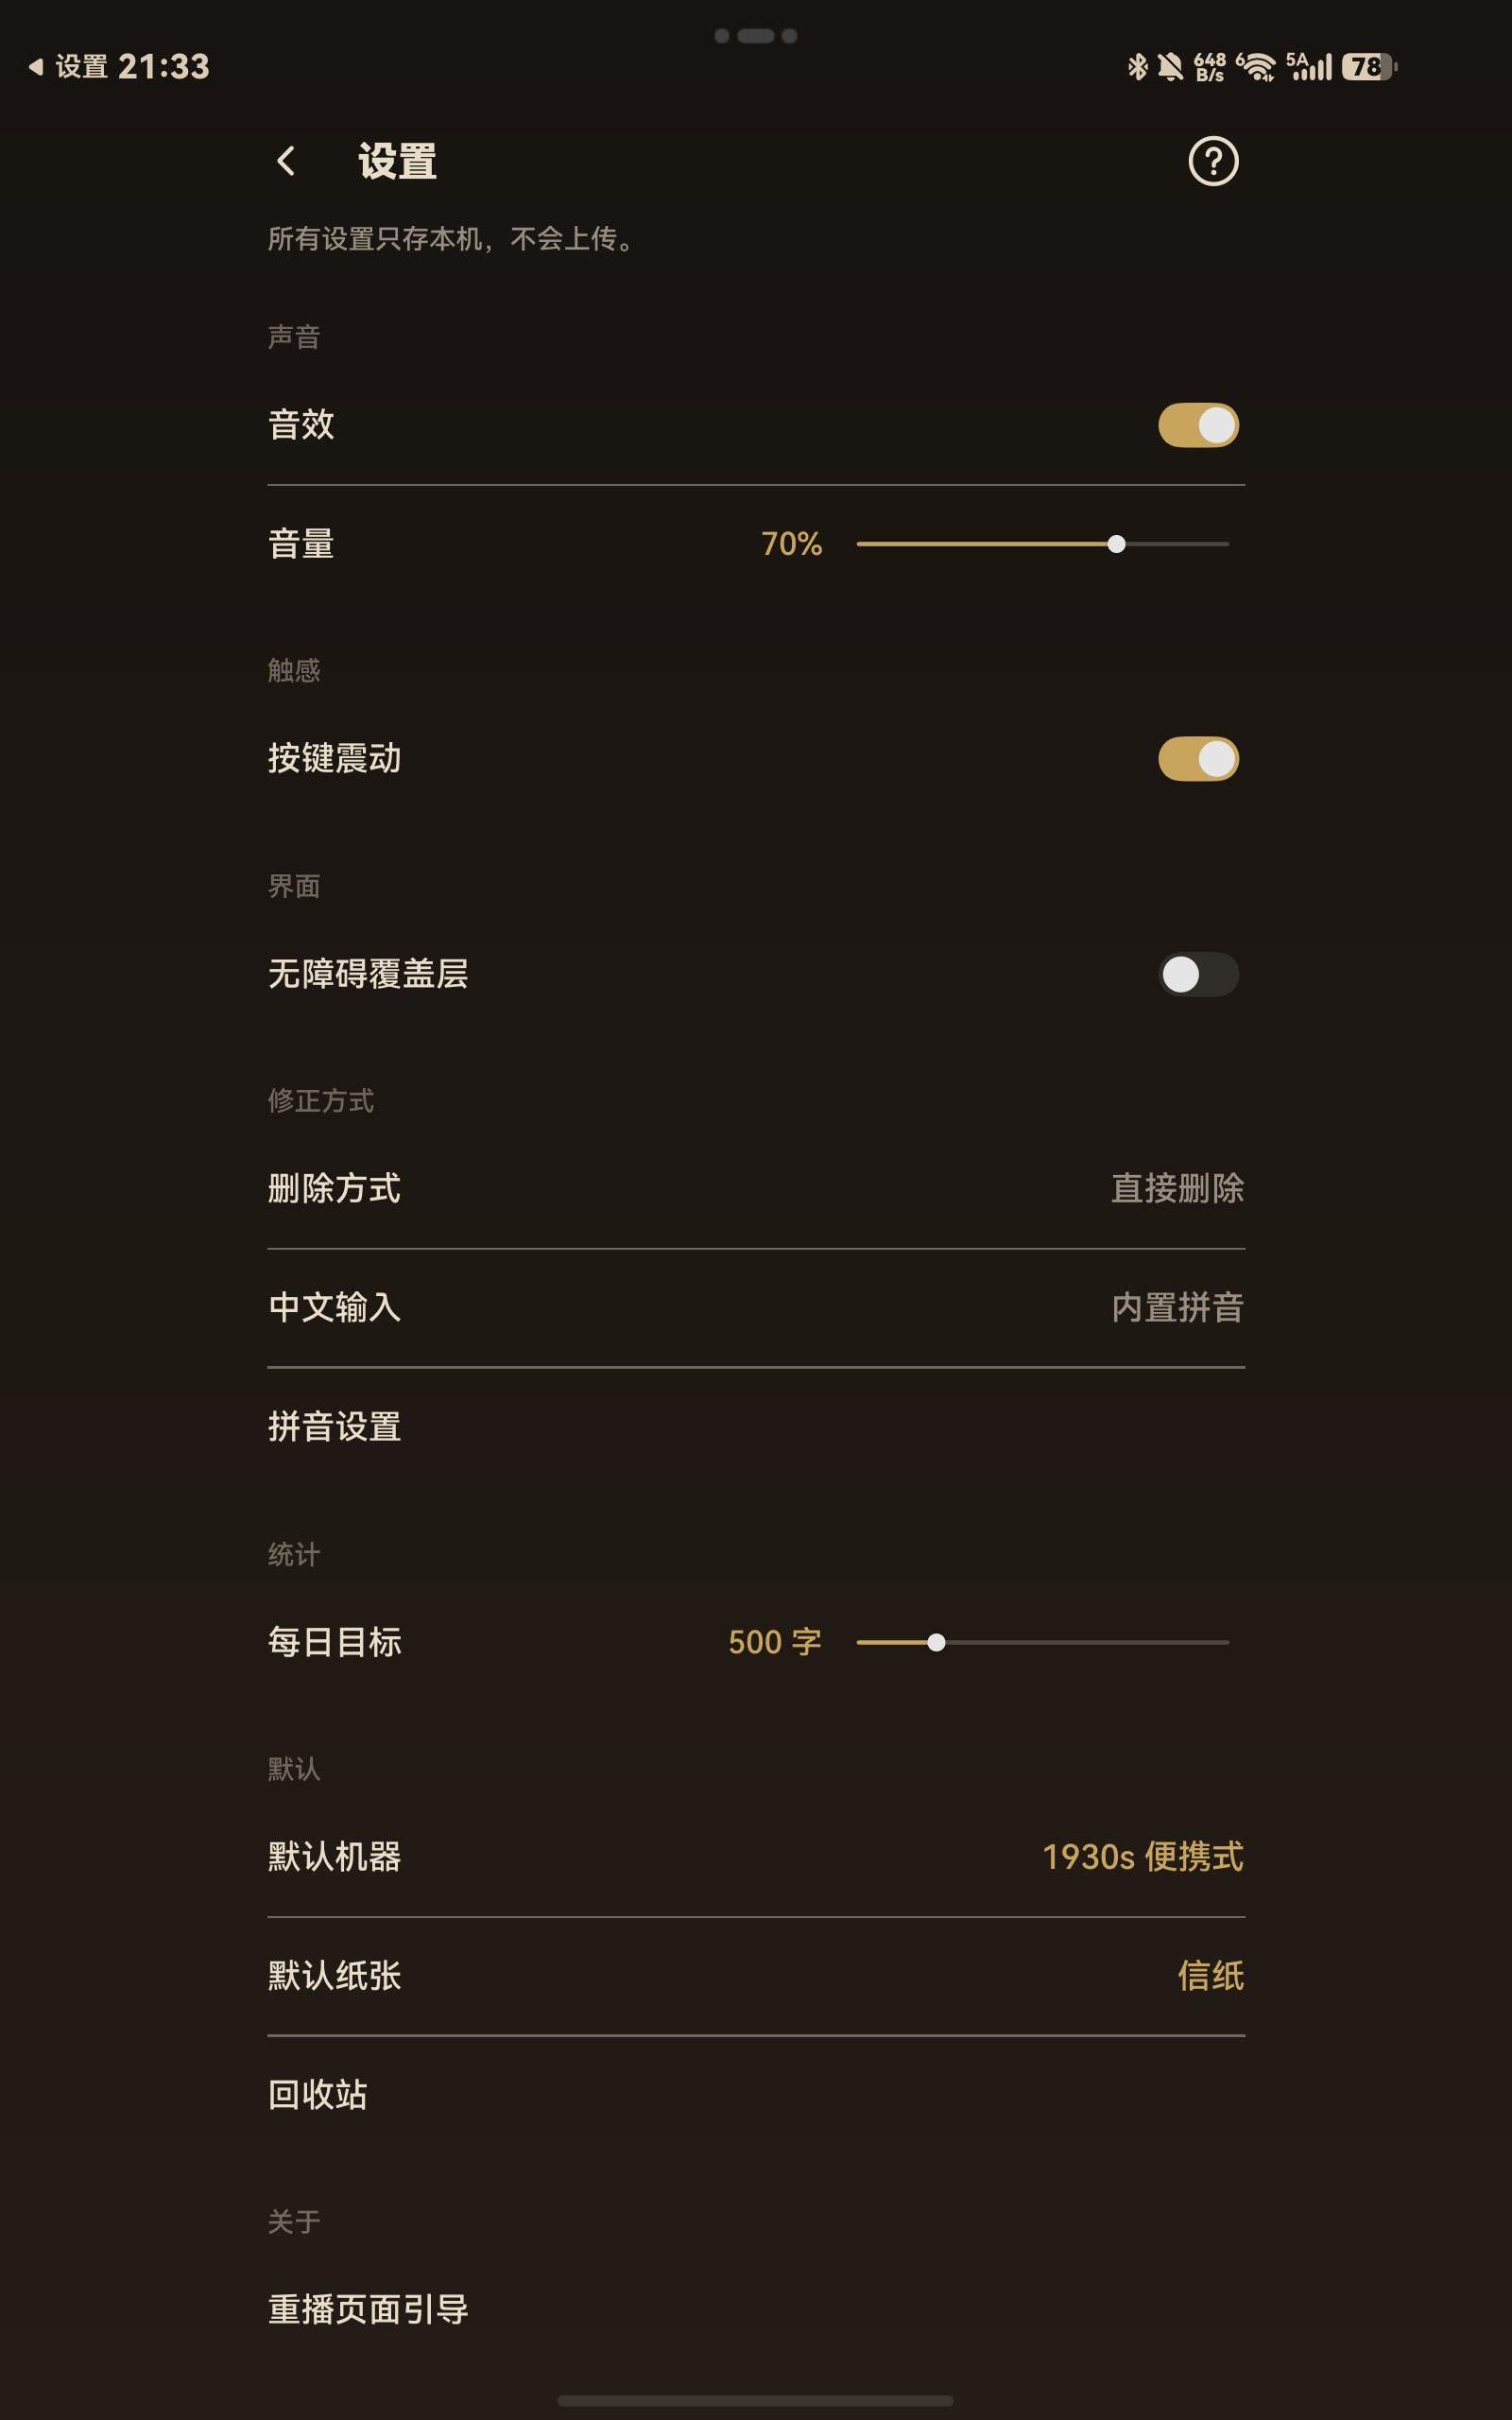 设置 21:33
648 B/s 6 5A 78
设置
所有设置只存本机，不会上传。
声音
音效
音量 70%
触感
按键震动
界面
无障碍覆盖层
修正方式
删除方式 直接删除
中文输入 内置拼音
拼音设置
统计
每日目标 500 字
默认
默认机器 1930s 便携式
默认纸张 信纸
回收站
关于
重播页面引导